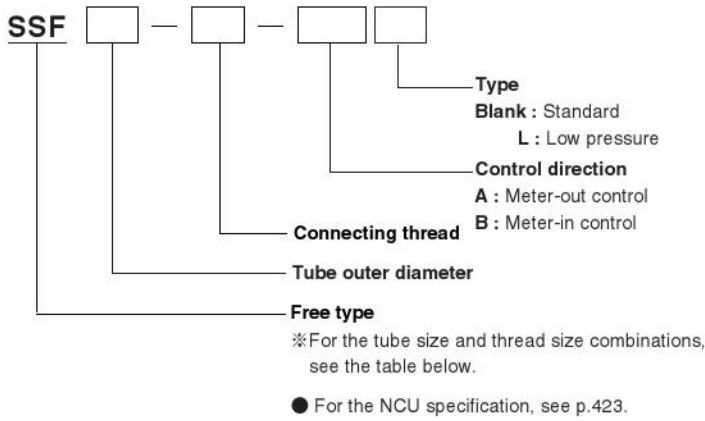 SSF — —
Type
Blank : Standard
L : Low pressure
Control direction
A : Meter-out control
B : Meter-in control
Connecting thread
Tube outer diameter
Free type
※For the tube size and thread size combinations,
see the table below.
● For the NCU specification, see p.423.